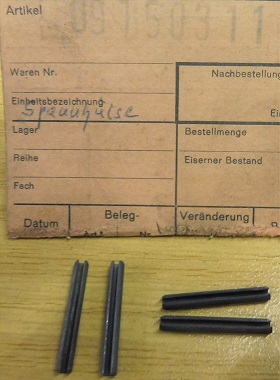 Artikel
Waren Nr.
Nachbestellung
Einheitsbezeichnung
Spannhülse
Lager
Bestellmenge
Reihe
Eiserner Bestand
Fach
Datum
Beleg-
Veränderung